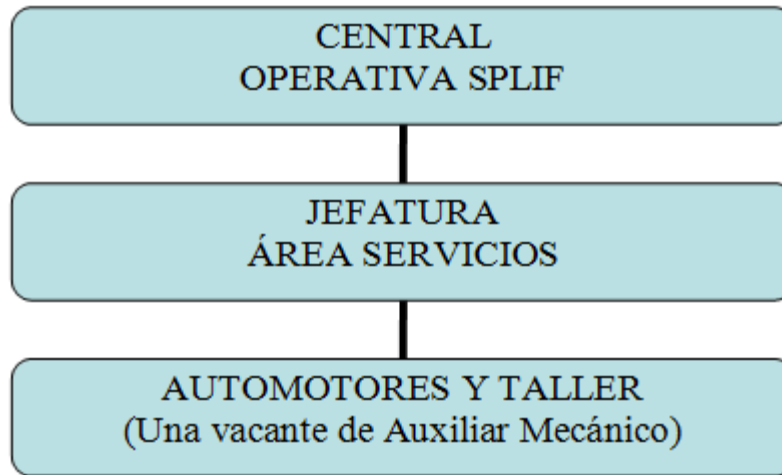 CENTRAL
OPERATIVA SPLIF
JEFATURA
ÁREA SERVICIOS
AUTOMOTORES Y TALLER
(Una vacante de Auxiliar Mecánico)